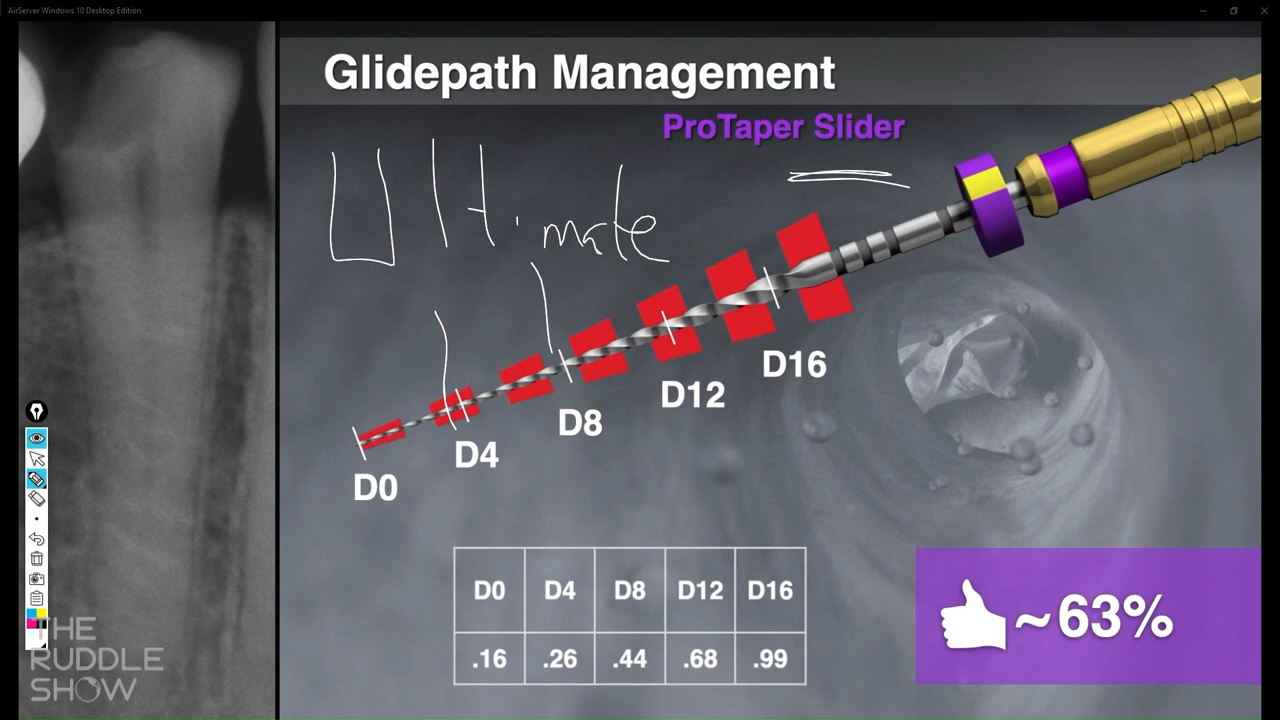 AirServer Windows 10 Desktop Edition
Glidepath Management
ProTaper Slider
Ultimate
D16
D12
D8
D4
D0
D0 D4 D8 D12 D16
.16 .26 .44 .68 .99
~63%
THE
RUDDLE
SHOW